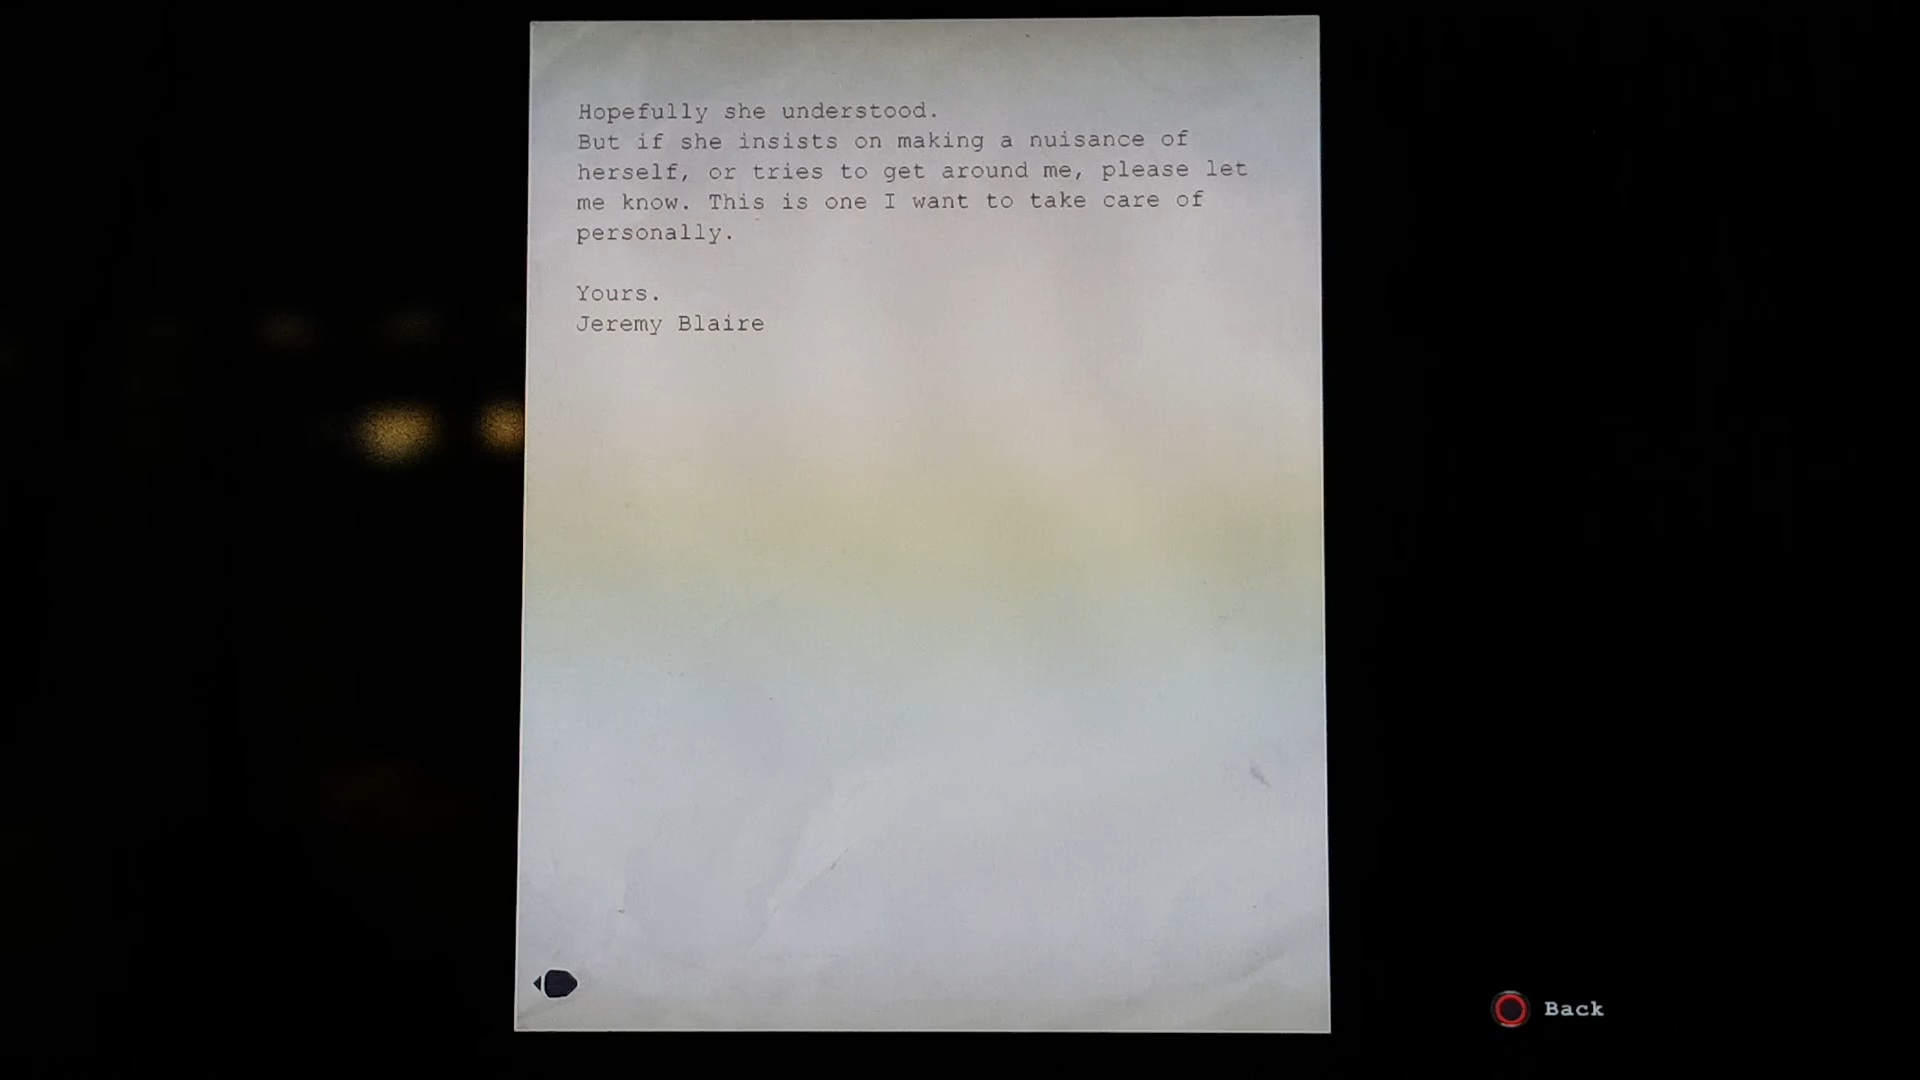 Hopefully she understood.
But if she insists on making a nuisance of
herself, or tries to get around me, please let
me know. This is one I want to take care of
personally.
Yours.
Jeremy Blaire
Back